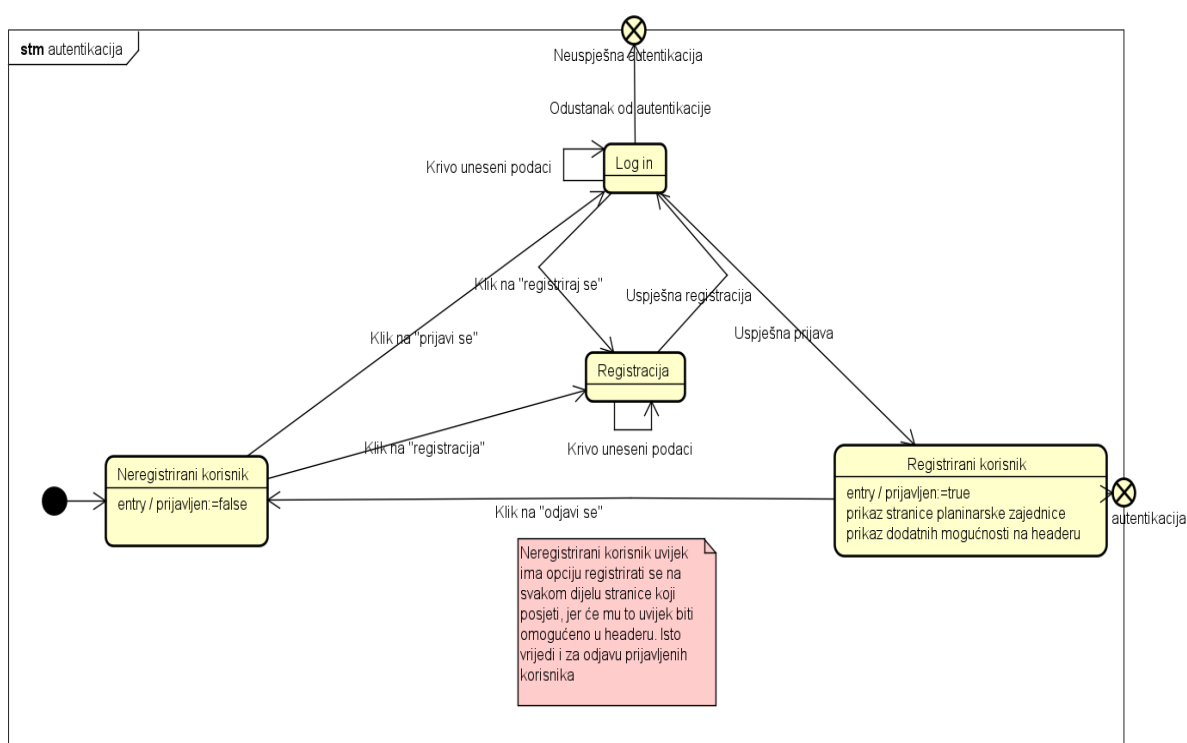 stm autentikacija
Neuspješna autentikacija
Odustanak od autentikacije
Krivo uneseni podaci
Log in
Klik na "registriraj se"
Uspješna registracija
Klik na "prijavi se"
Uspješna prijava
Registracija
Klik na "registracija"
Krivo uneseni podaci
Neregistrirani korisnik
entry / prijavljen:=false
Registrirani korisnik
entry / prijavljen:=true
prikaz stranice planinarske zajednice
prikaz dodatnih mogućnosti na headeru
autentikacija
Klik na "odjavi se"
Neregistrirani korisnik uvijek
ima opciju registrirati se na
svakom dijelu stranice koji
posjeti, jer će mu to uvijek biti
omogućeno u headeru. Isto
vrijedi i za odjavu prijavljenih
korisnika